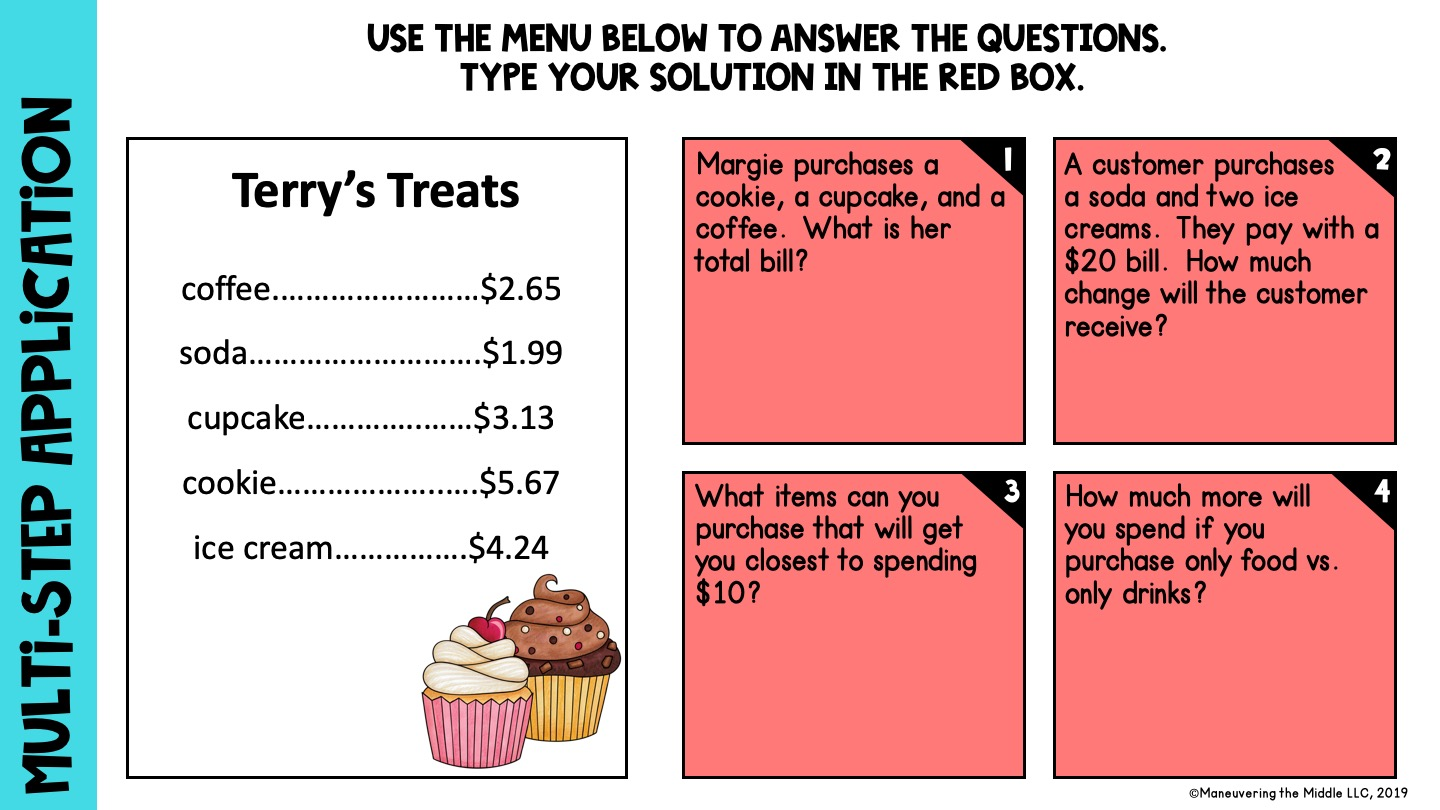 MULTI-STEP APPLICATION
USE THE MENU BELOW TO ANSWER THE QUESTIONS.
TYPE YOUR SOLUTION IN THE RED BOX.
Terry’s Treats
coffee.……………………$2.65
soda……………………….$1.99
cupcake…………..……$3.13
cookie………………..….$5.67
ice cream…………….$4.24
1
Margie purchases a
cookie, a cupcake, and a
coffee.  What is her
total bill?
2
A customer purchases
a soda and two ice
creams.  They pay with a
$20 bill.  How much
change will the customer
receive?
3
What items can you
purchase that will get
you closest to spending
$10?
4
How much more will
you spend if you
purchase only food vs.
only drinks?
©Maneuvering the Middle LLC, 2019